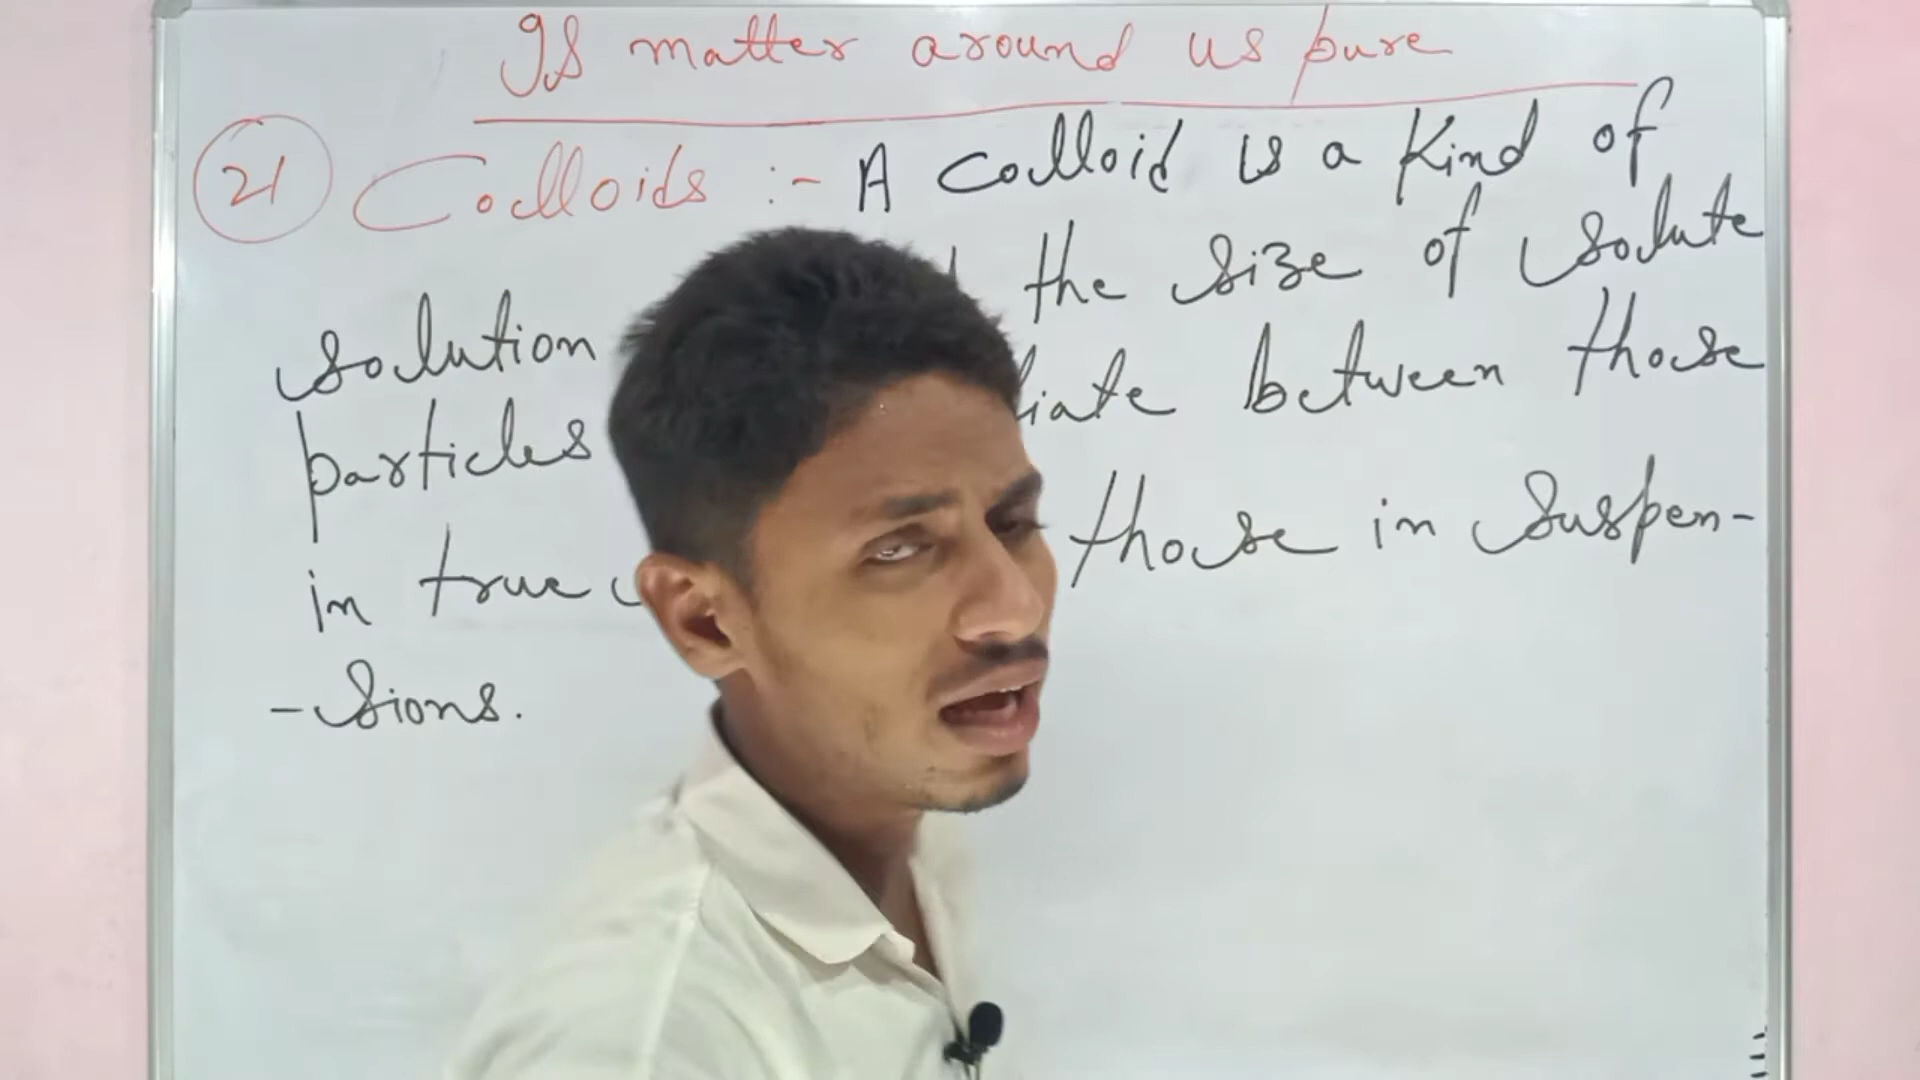 Is matter around us pure
21 Colloids :- A colloid is a kind of
solution the size of solute
particles iate between those
in true those in suspen-
-sions.